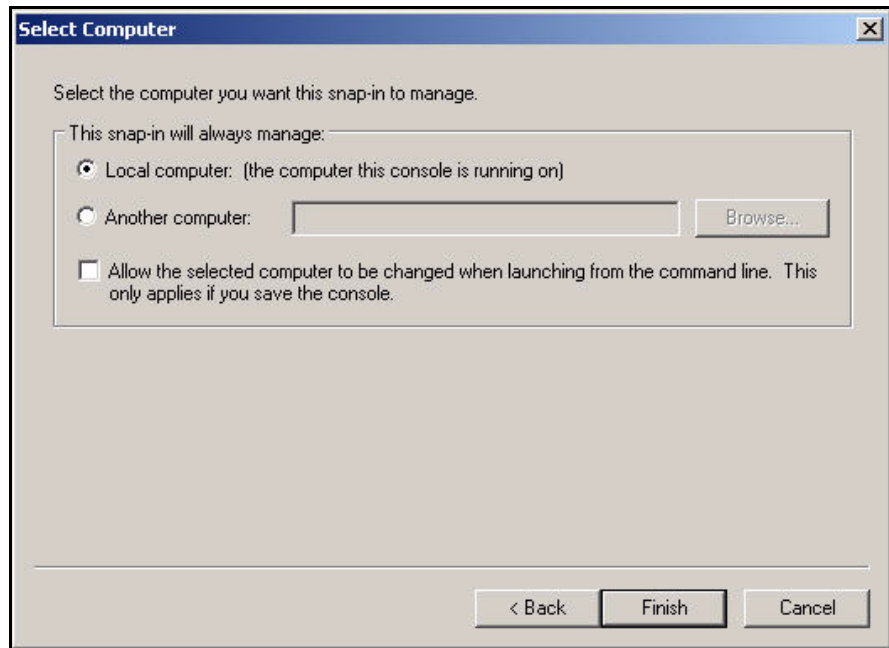 Select Computer
Select the computer you want this snap-in to manage.
This snap-in will always manage:
Local computer: (the computer this console is running on)
Another computer:
Browse...
Allow the selected computer to be changed when launching from the command line. This
only applies if you save the console.
< Back
Finish
Cancel